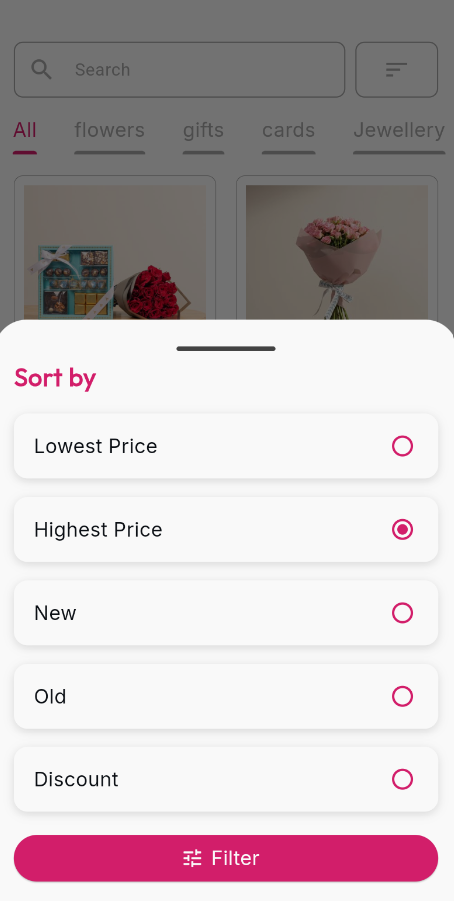 Search
All
flowers
gifts
cards
Jewellery
Sort by
Lowest Price
Highest Price
New
Old
Discount
Filter